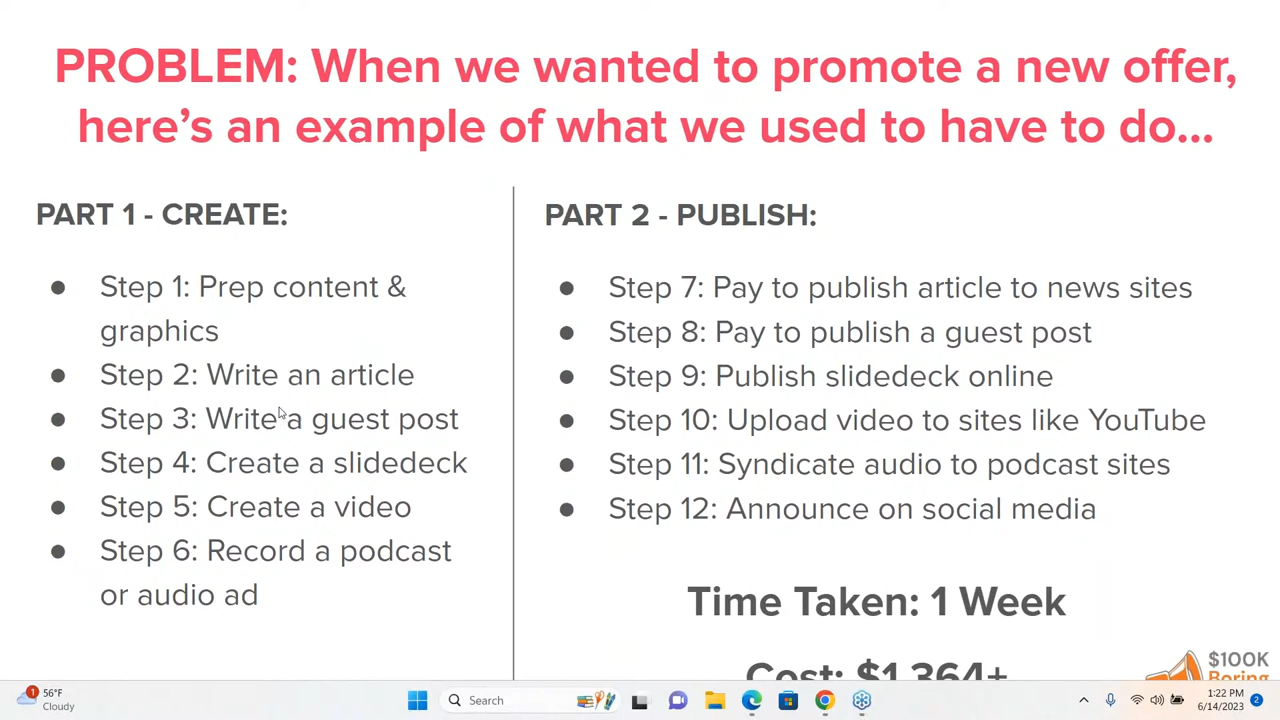 PROBLEM: When we wanted to promote a new offer,
here’s an example of what we used to have to do...
PART 1 - CREATE:
● Step 1: Prep content &
graphics
● Step 2: Write an article
● Step 3: Write a guest post
● Step 4: Create a slidedeck
● Step 5: Create a video
● Step 6: Record a podcast
or audio ad
PART 2 - PUBLISH:
● Step 7: Pay to publish article to news sites
● Step 8: Pay to publish a guest post
● Step 9: Publish slidedeck online
● Step 10: Upload video to sites like YouTube
● Step 11: Syndicate audio to podcast sites
● Step 12: Announce on social media
Time Taken: 1 Week
Cost: $1,364+
$100K
Boring
1
56°F
Cloudy
Search
1:22 PM
6/14/2023
2